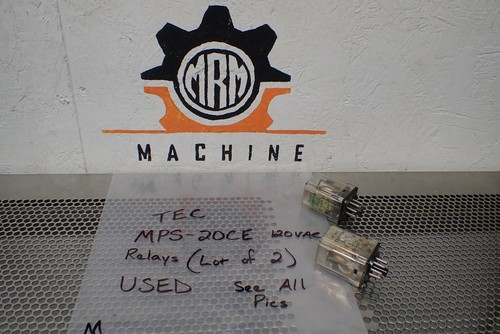 MRM
MACHINE
TEC
MPS-20CE 120VAC
Relays (Lot of 2)
USED See All
Pics
M